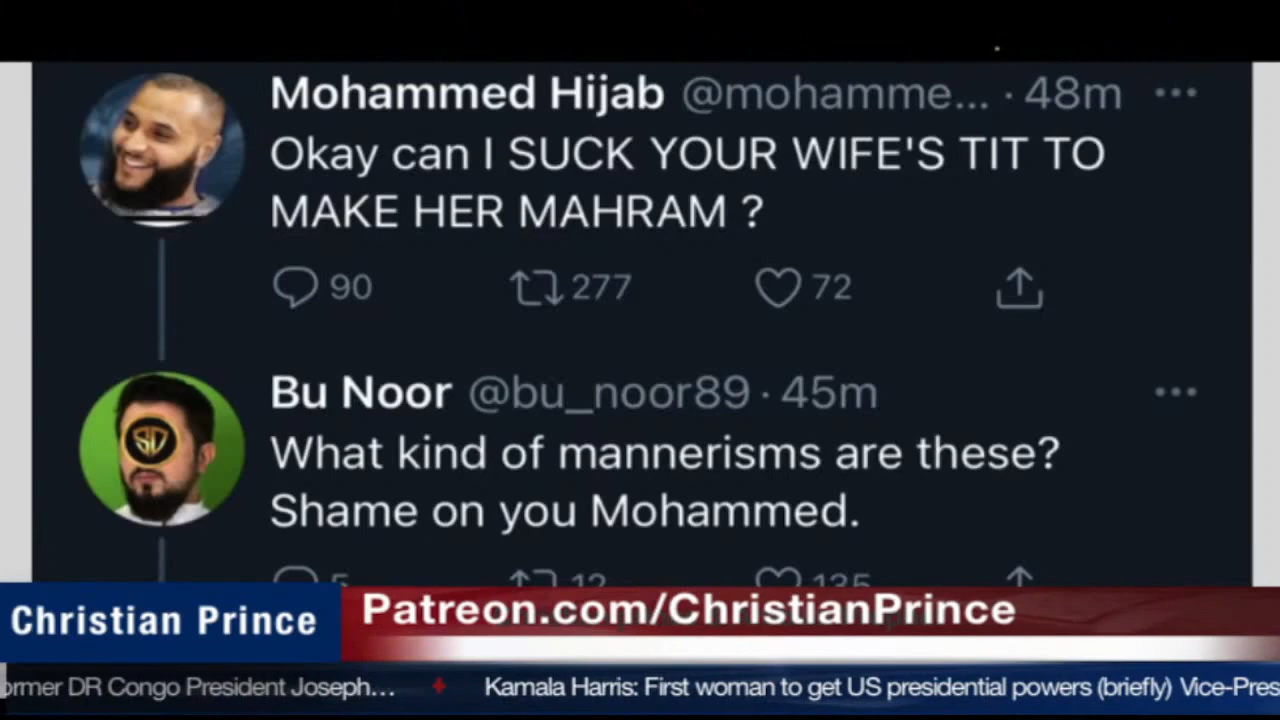 Mohammed Hijab @mohamme... · 48m ...
Okay can I SUCK YOUR WIFE'S TIT TO
MAKE HER MAHRAM ?
90 277 72
Bu Noor @bu_noor89 · 45m ...
What kind of mannerisms are these?
Shame on you Mohammed.
5 12 135
Christian Prince
Patreon.com/ChristianPrince
ormer DR Congo President Joseph... Kamala Harris: First woman to get US presidential powers (briefly) Vice-Pres